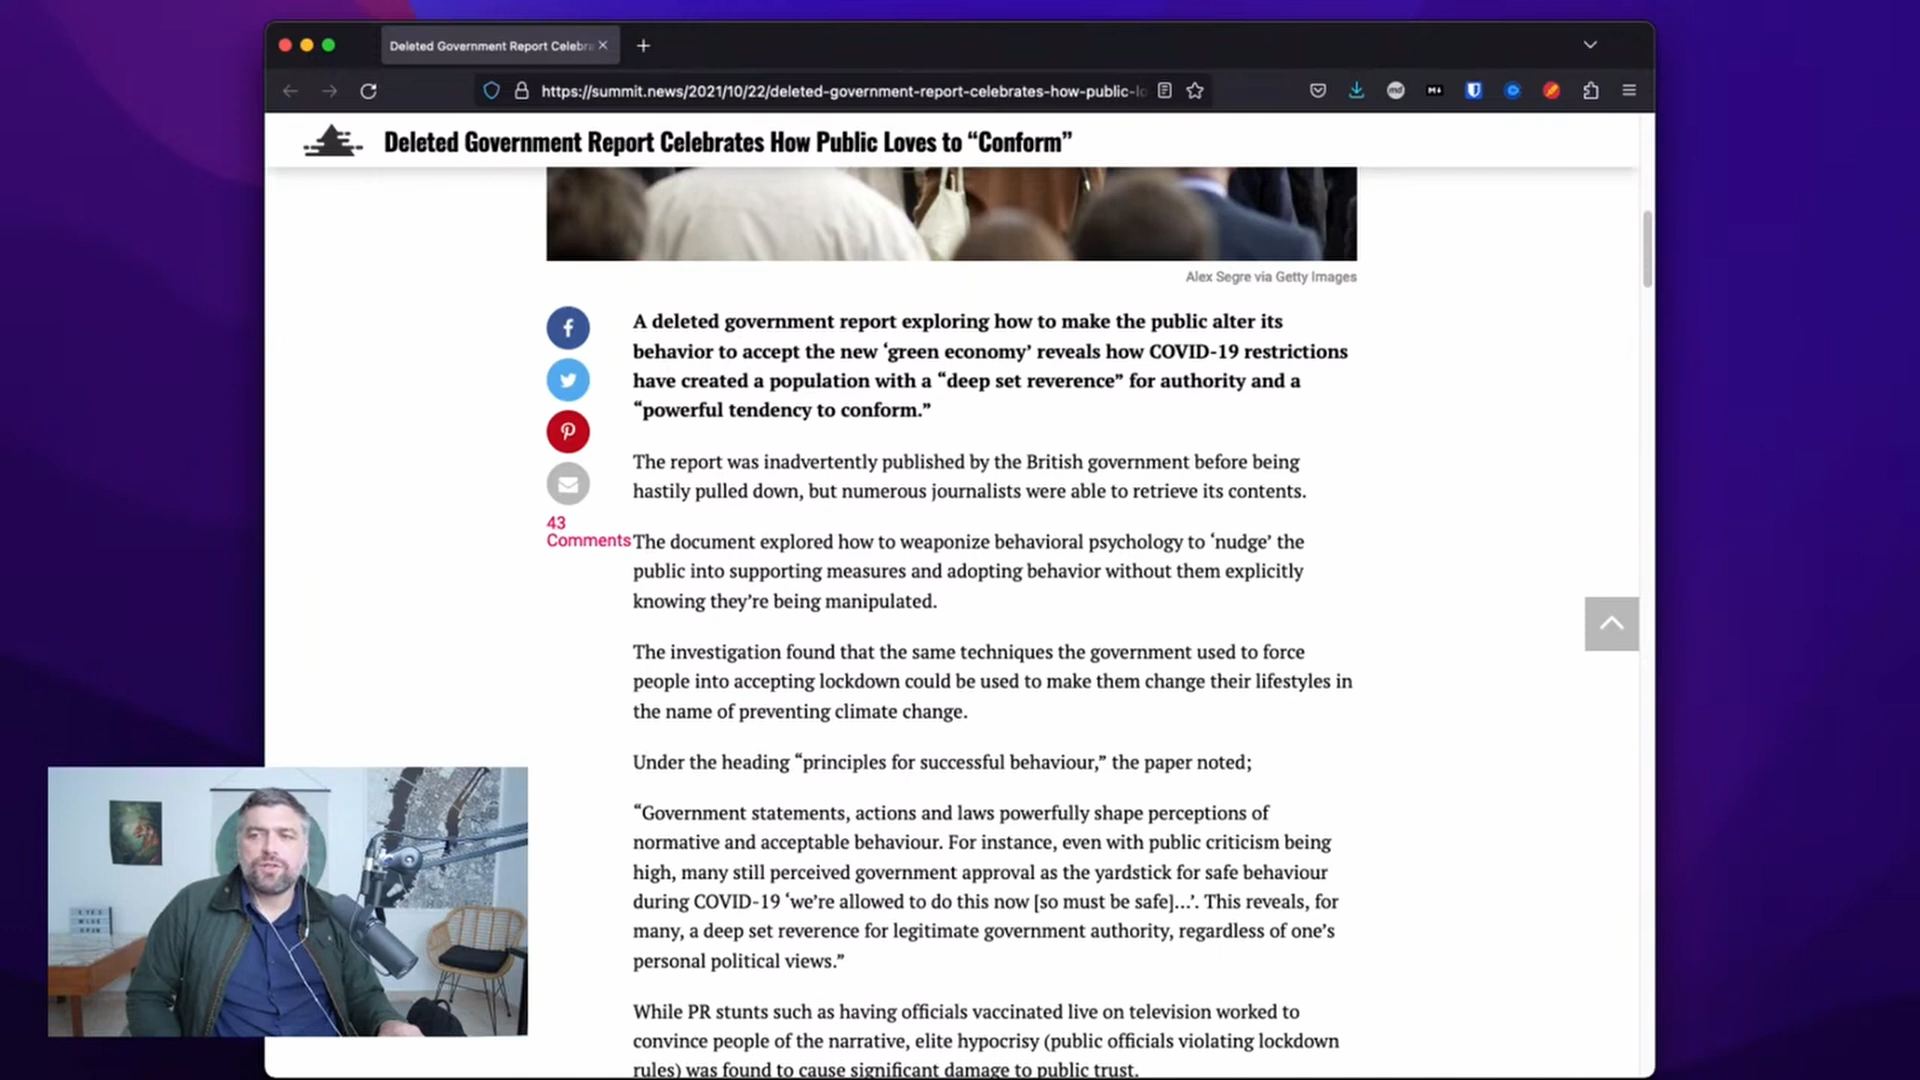 Deleted Government Report Celebra
https://summit.news/2021/10/22/deleted-government-report-celebrates-how-public-lo
Deleted Government Report Celebrates How Public Loves to “Conform”
Alex Segre via Getty Images
A deleted government report exploring how to make the public alter its
behavior to accept the new ‘green economy’ reveals how COVID-19 restrictions
have created a population with a “deep set reverence” for authority and a
“powerful tendency to conform.”
The report was inadvertently published by the British government before being
hastily pulled down, but numerous journalists were able to retrieve its contents.
43
Comments
The document explored how to weaponize behavioral psychology to ‘nudge’ the
public into supporting measures and adopting behavior without them explicitly
knowing they’re being manipulated.
The investigation found that the same techniques the government used to force
people into accepting lockdown could be used to make them change their lifestyles in
the name of preventing climate change.
Under the heading “principles for successful behaviour,” the paper noted;
“Government statements, actions and laws powerfully shape perceptions of
normative and acceptable behaviour. For instance, even with public criticism being
high, many still perceived government approval as the yardstick for safe behaviour
during COVID-19 ‘we’re allowed to do this now [so must be safe]…’. This reveals, for
many, a deep set reverence for legitimate government authority, regardless of one’s
personal political views.”
While PR stunts such as having officials vaccinated live on television worked to
convince people of the narrative, elite hypocrisy (public officials violating lockdown
rules) was found to cause significant damage to public trust.
EYES
WIDE
OPEN